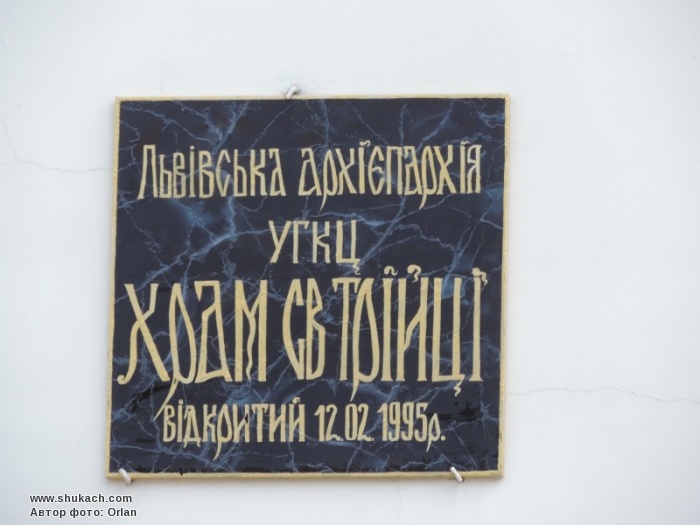 Львівська архієпархія
УГКЦ
Храм Св Трійці
відкритий 12.02.1995р.
www.shukach.com
Автор фото: Orlan